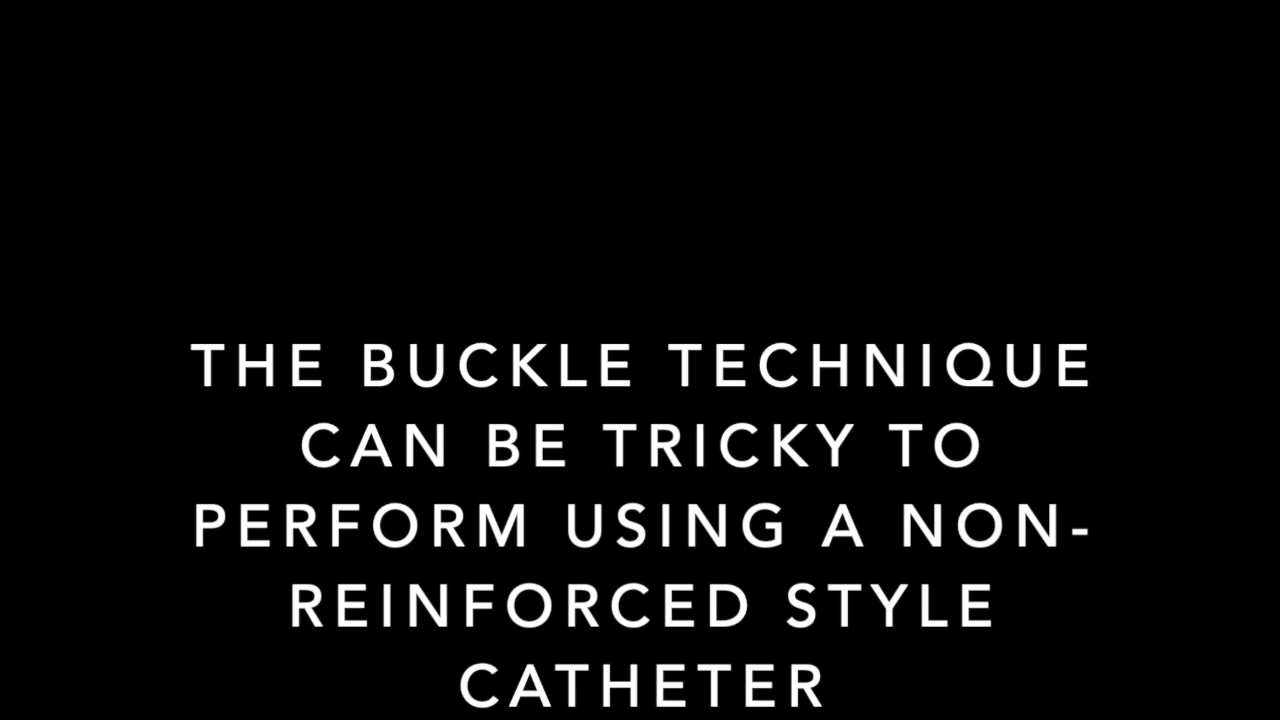 THE BUCKLE TECHNIQUE
CAN BE TRICKY TO
PERFORM USING A NON-
REINFORCED STYLE
CATHETER